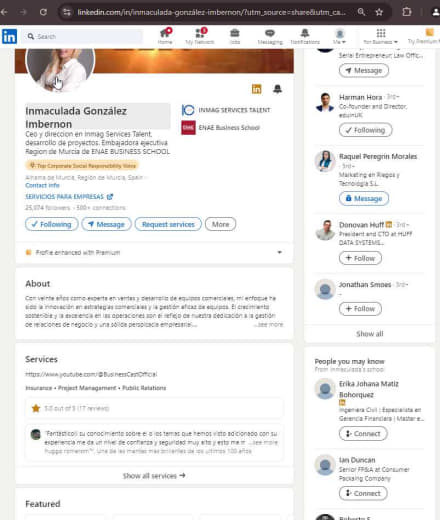 linkedin.com/in/inmaculada-gonzález-imbernon/?utm_source=share&utm_ca...
in
Search
Home
My Network
Jobs
Messaging
Notifications
Me
For Business
Try Premium
Inmaculada González
Imbernon
Ceo y direccion en Inmag Services Talent,
desarrollo de proyectos. Embajadora ejecutiva
Region de Murcia de ENAE BUSINESS SCHOOL
Top Corporate Social Responsibility Voice
Alhama de Murcia, Región de Murcia, Spain ·
Contact info
SERVICIOS PARA EMPRESAS
25,074 followers · 500+ connections
Following
Message
Request services
More
in
INMAG SERVICES TALENT
ENAE Business School
Profile enhanced with Premium
About
Con veinte años como experta en ventas y desarrollo de equipos comerciales, mi enfoque ha
sido la innovación en estrategias comerciales y la gestión eficaz de equipos. El crecimiento
sostenible y la excelencia en las operaciones son el reflejo de nuestra dedicación a la gestión
de relaciones de negocio y una sólida perspicacia empresarial.... ...see more
Services
https://www.youtube.com/@BusinessCastOfficial
Insurance • Project Management • Public Relations
5.0 out of 5 (17 reviews)
"Fantástico!! su conocimiento sobre el o los temas que hemos visto adicionado con su
experiencia me da un nivel de confianza y seguridad muy alto y esto me ...see more
huggo romerom™. Una de las mentes más brillantes de los últimos 100 años
Show all services →
Featured
Serial Entrepreneur, Law Offic...
Message
Harman Hora · 3rd+
Co-founder and Director,
eduinUK
Following
Raquel Peregrin Morales
· 3rd+
Marketing en Riegos y
Tecnología S.L.
Message
Donovan Huff in · 3rd+
President and CTO at HUFF
DATA SYSTEMS...
+ Follow
Jonathan Smoes · 3rd+
-
+ Follow
Show all
People you may know
From Inmaculada's school
Erika Johana Matiz
Bohorquez
in
Ingeniera Civil | Especialista en
Gerencia Financiera | Master e...
Connect
Ian Duncan
Senior FP&A at Consumer
Packaging Company
Connect
Roberto S